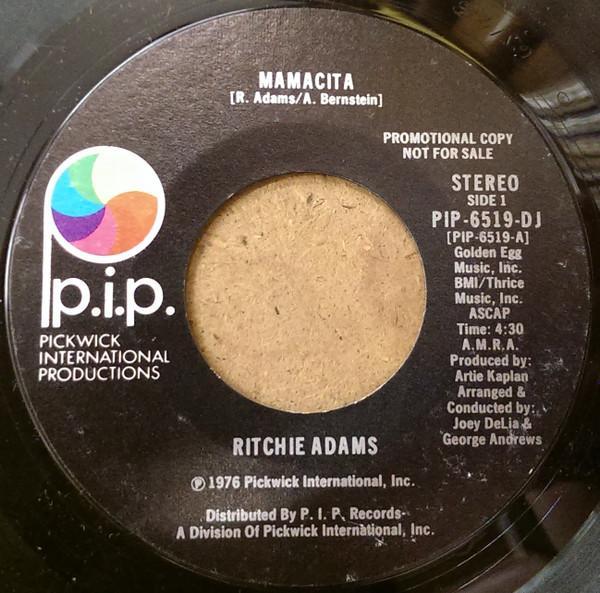 MAMACITA
[R. Adams/A. Bernstein]
PROMOTIONAL COPY
NOT FOR SALE
STEREO
SIDE 1
PIP-6519-DJ
[PIP-6519-A]
Golden Egg
Music, Inc.
BMI/Thrice
Music, Inc.
ASCAP
Time: 4:30
A.M.R.A.
Produced by:
Artie Kaplan
Arranged &
Conducted by:
Joey DeLia &
George Andrews
p.i.p.
PICKWICK
INTERNATIONAL
PRODUCTIONS
RITCHIE ADAMS
℗ 1976 Pickwick International, Inc.
Distributed By P. I. P. Records-
A Division Of Pickwick International, Inc.